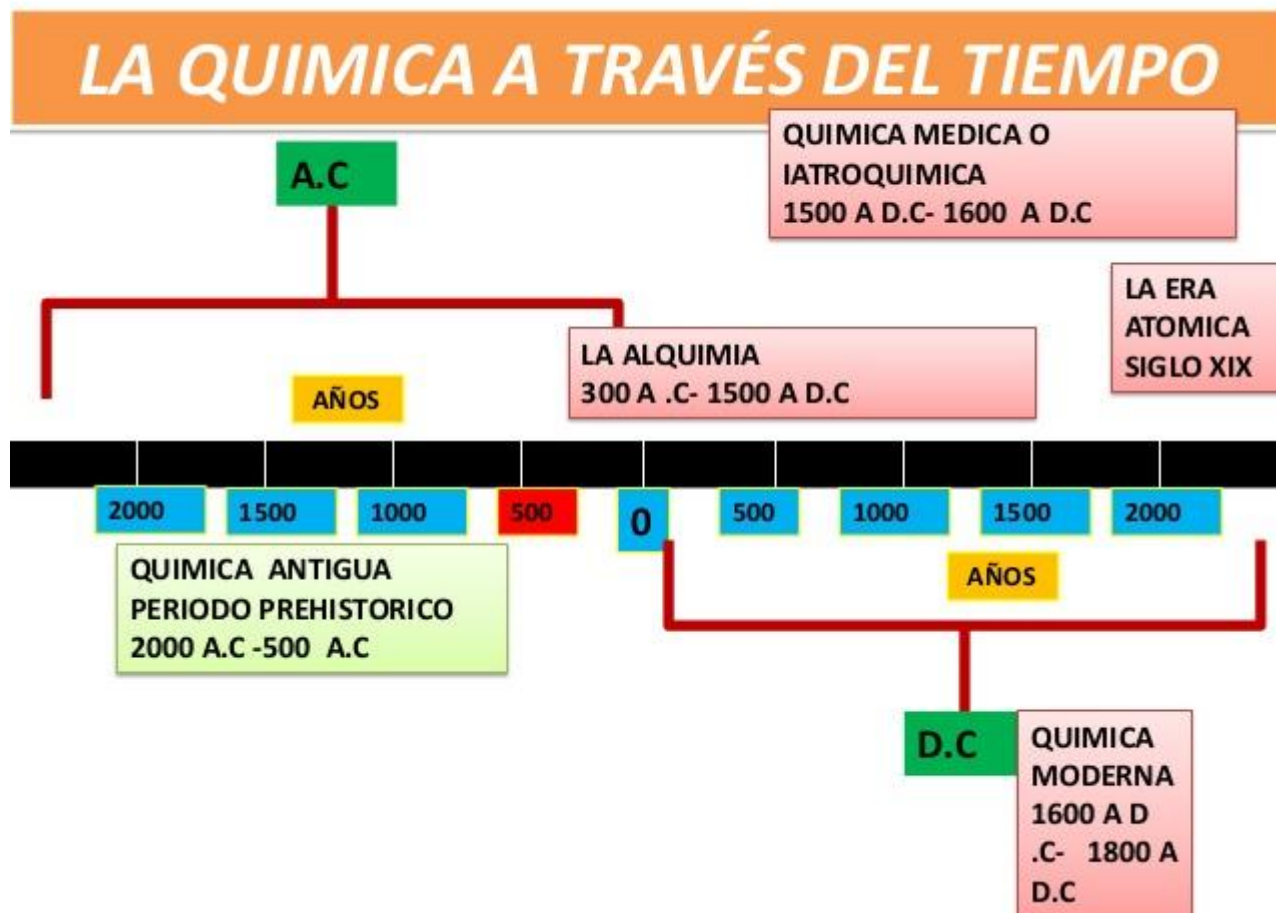 LA QUIMICA A TRAVÉS DEL TIEMPO
A.C
QUIMICA MEDICA O
IATROQUIMICA
1500 A D.C- 1600 A D.C
LA ERA
ATOMICA
SIGLO XIX
LA ALQUIMIA
300 A .C- 1500 A D.C
AÑOS
2000 1500 1000 500 0 500 1000 1500 2000
QUIMICA ANTIGUA
PERIODO PREHISTORICO
2000 A.C -500 A.C
AÑOS
D.C
QUIMICA
MODERNA
1600 A D
.C- 1800 A
D.C